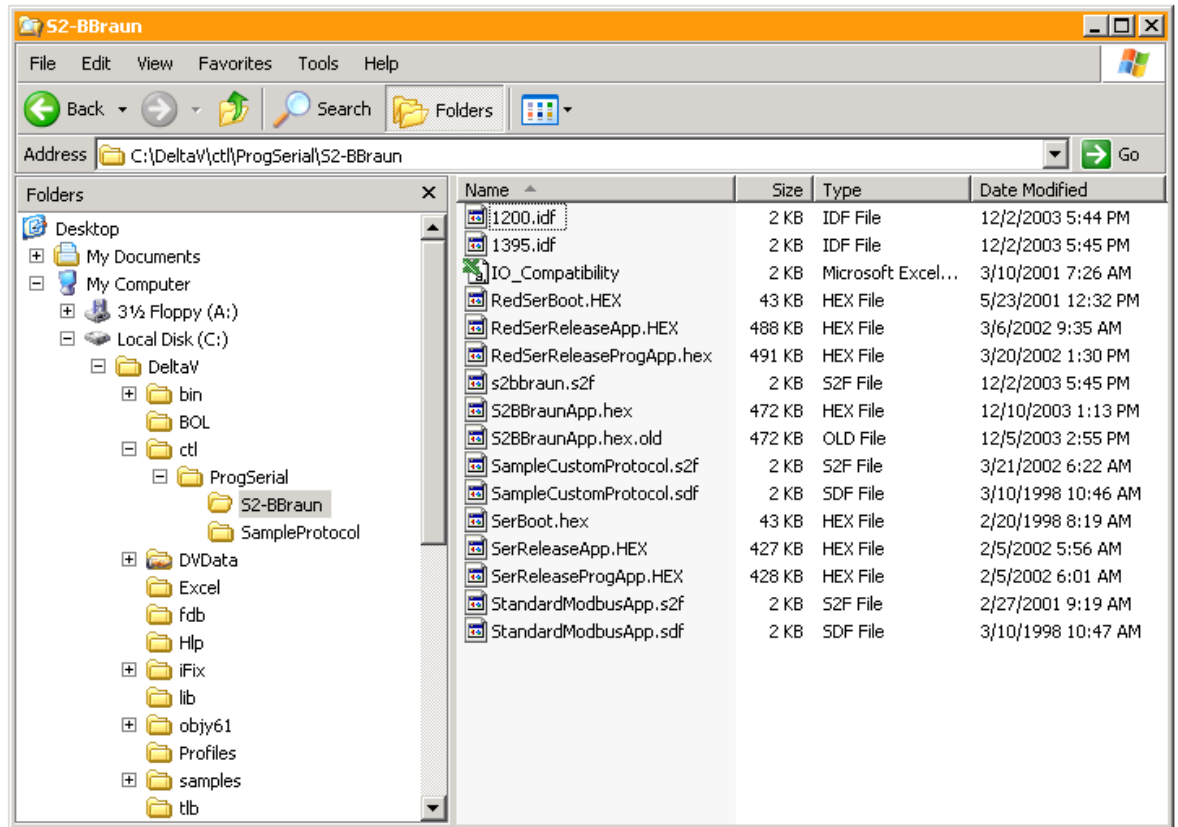 S2-BBraun
File Edit View Favorites Tools Help
Back Search Folders
Address C:\DeltaV\ctl\ProgSerial\S2-BBraun Go
Folders
Desktop
My Documents
My Computer
3½ Floppy (A:)
Local Disk (C:)
DeltaV
bin
BOL
ctl
ProgSerial
S2-BBraun
SampleProtocol
DVData
Excel
fdb
Hlp
iFix
lib
objy61
Profiles
samples
tlb
Name Size Type Date Modified
1200.idf 2 KB IDF File 12/2/2003 5:44 PM
1395.idf 2 KB IDF File 12/2/2003 5:45 PM
IO_Compatibility 2 KB Microsoft Excel... 3/10/2001 7:26 AM
RedSerBoot.HEX 43 KB HEX File 5/23/2001 12:32 PM
RedSerReleaseApp.HEX 488 KB HEX File 3/6/2002 9:35 AM
RedSerReleaseProgApp.hex 491 KB HEX File 3/20/2002 1:30 PM
s2bbraun.s2f 2 KB S2F File 12/2/2003 5:45 PM
S2BBraunApp.hex 472 KB HEX File 12/10/2003 1:13 PM
S2BBraunApp.hex.old 472 KB OLD File 12/5/2003 2:55 PM
SampleCustomProtocol.s2f 2 KB S2F File 3/21/2002 6:22 AM
SampleCustomProtocol.sdf 2 KB SDF File 3/10/1998 10:46 AM
SerBoot.hex 43 KB HEX File 2/20/1998 8:19 AM
SerReleaseApp.HEX 427 KB HEX File 2/5/2002 5:56 AM
SerReleaseProgApp.HEX 428 KB HEX File 2/5/2002 6:01 AM
StandardModbusApp.s2f 2 KB S2F File 2/27/2001 9:19 AM
StandardModbusApp.sdf 2 KB SDF File 3/10/1998 10:47 AM